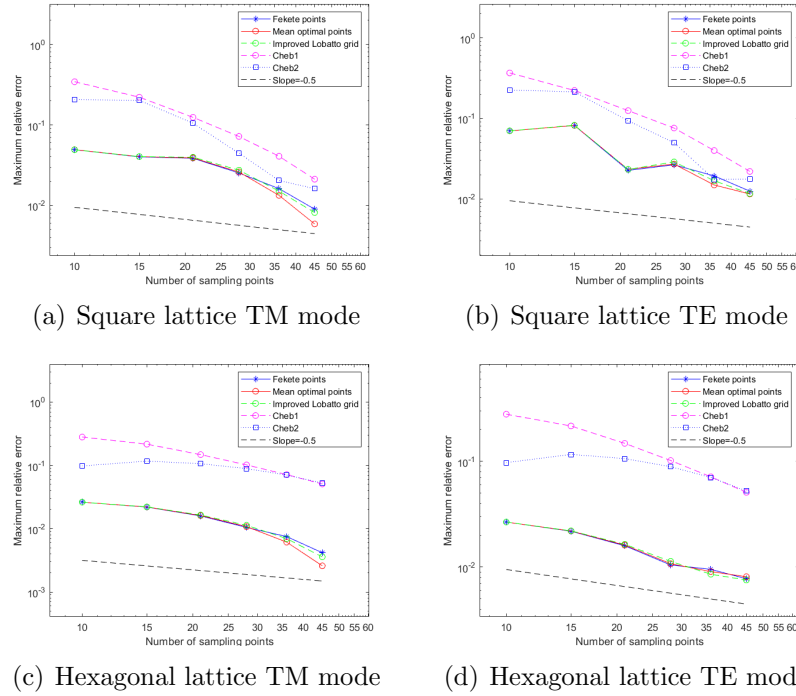 Fekete points
Mean optimal points
Improved Lobatto grid
Cheb1
Cheb2
Slope=-0.5
10^0
10^-1
10^-2
Maximum relative error
10 15 20 25 30 35 40 45 50 55 60
Number of sampling points
(a) Square lattice TM mode
Fekete points
Mean optimal points
Improved Lobatto grid
Cheb1
Cheb2
Slope=-0.5
10^0
10^-1
10^-2
Maximum relative error
10 15 20 25 30 35 40 45 50 55 60
Number of sampling points
(b) Square lattice TE mode
Fekete points
Mean optimal points
Improved Lobatto grid
Cheb1
Cheb2
Slope=-0.5
10^0
10^-1
10^-2
10^-3
Maximum relative error
10 15 20 25 30 35 40 45 50 55 60
Number of sampling points
(c) Hexagonal lattice TM mode
Fekete points
Mean optimal points
Improved Lobatto grid
Cheb1
Cheb2
Slope=-0.5
10^-1
10^-2
Maximum relative error
10 15 20 25 30 35 40 45 50 55 60
Number of sampling points
(d) Hexagonal lattice TE mod